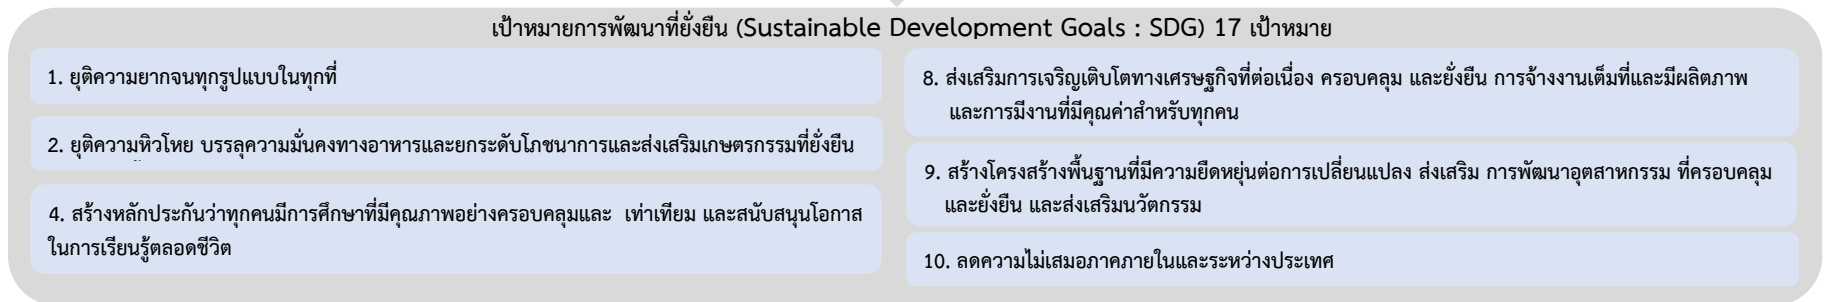 เป้าหมายการพัฒนาที่ยั่งยืน (Sustainable Development Goals : SDG) 17 เป้าหมาย
1. ยุติความยากจนทุกรูปแบบในทุกที่
2. ยุติความหิวโหย บรรลุความมั่นคงทางอาหารและยกระดับโภชนาการและส่งเสริมเกษตรกรรมที่ยั่งยืน
4. สร้างหลักประกันว่าทุกคนมีการศึกษาที่มีคุณภาพอย่างครอบคลุมและ เท่าเทียม และสนับสนุนโอกาส
ในการเรียนรู้ตลอดชีวิต
8. ส่งเสริมการเจริญเติบโตทางเศรษฐกิจที่ต่อเนื่อง ครอบคลุม และยั่งยืน การจ้างงานเต็มที่และมีผลิตภาพ
และการมีงานที่มีคุณค่าสำหรับทุกคน
9. สร้างโครงสร้างพื้นฐานที่มีความยืดหยุ่นต่อการเปลี่ยนแปลง ส่งเสริม การพัฒนาอุตสาหกรรม ที่ครอบคลุม
และยั่งยืน และส่งเสริมนวัตกรรม
10. ลดความไม่เสมอภาคภายในและระหว่างประเทศ